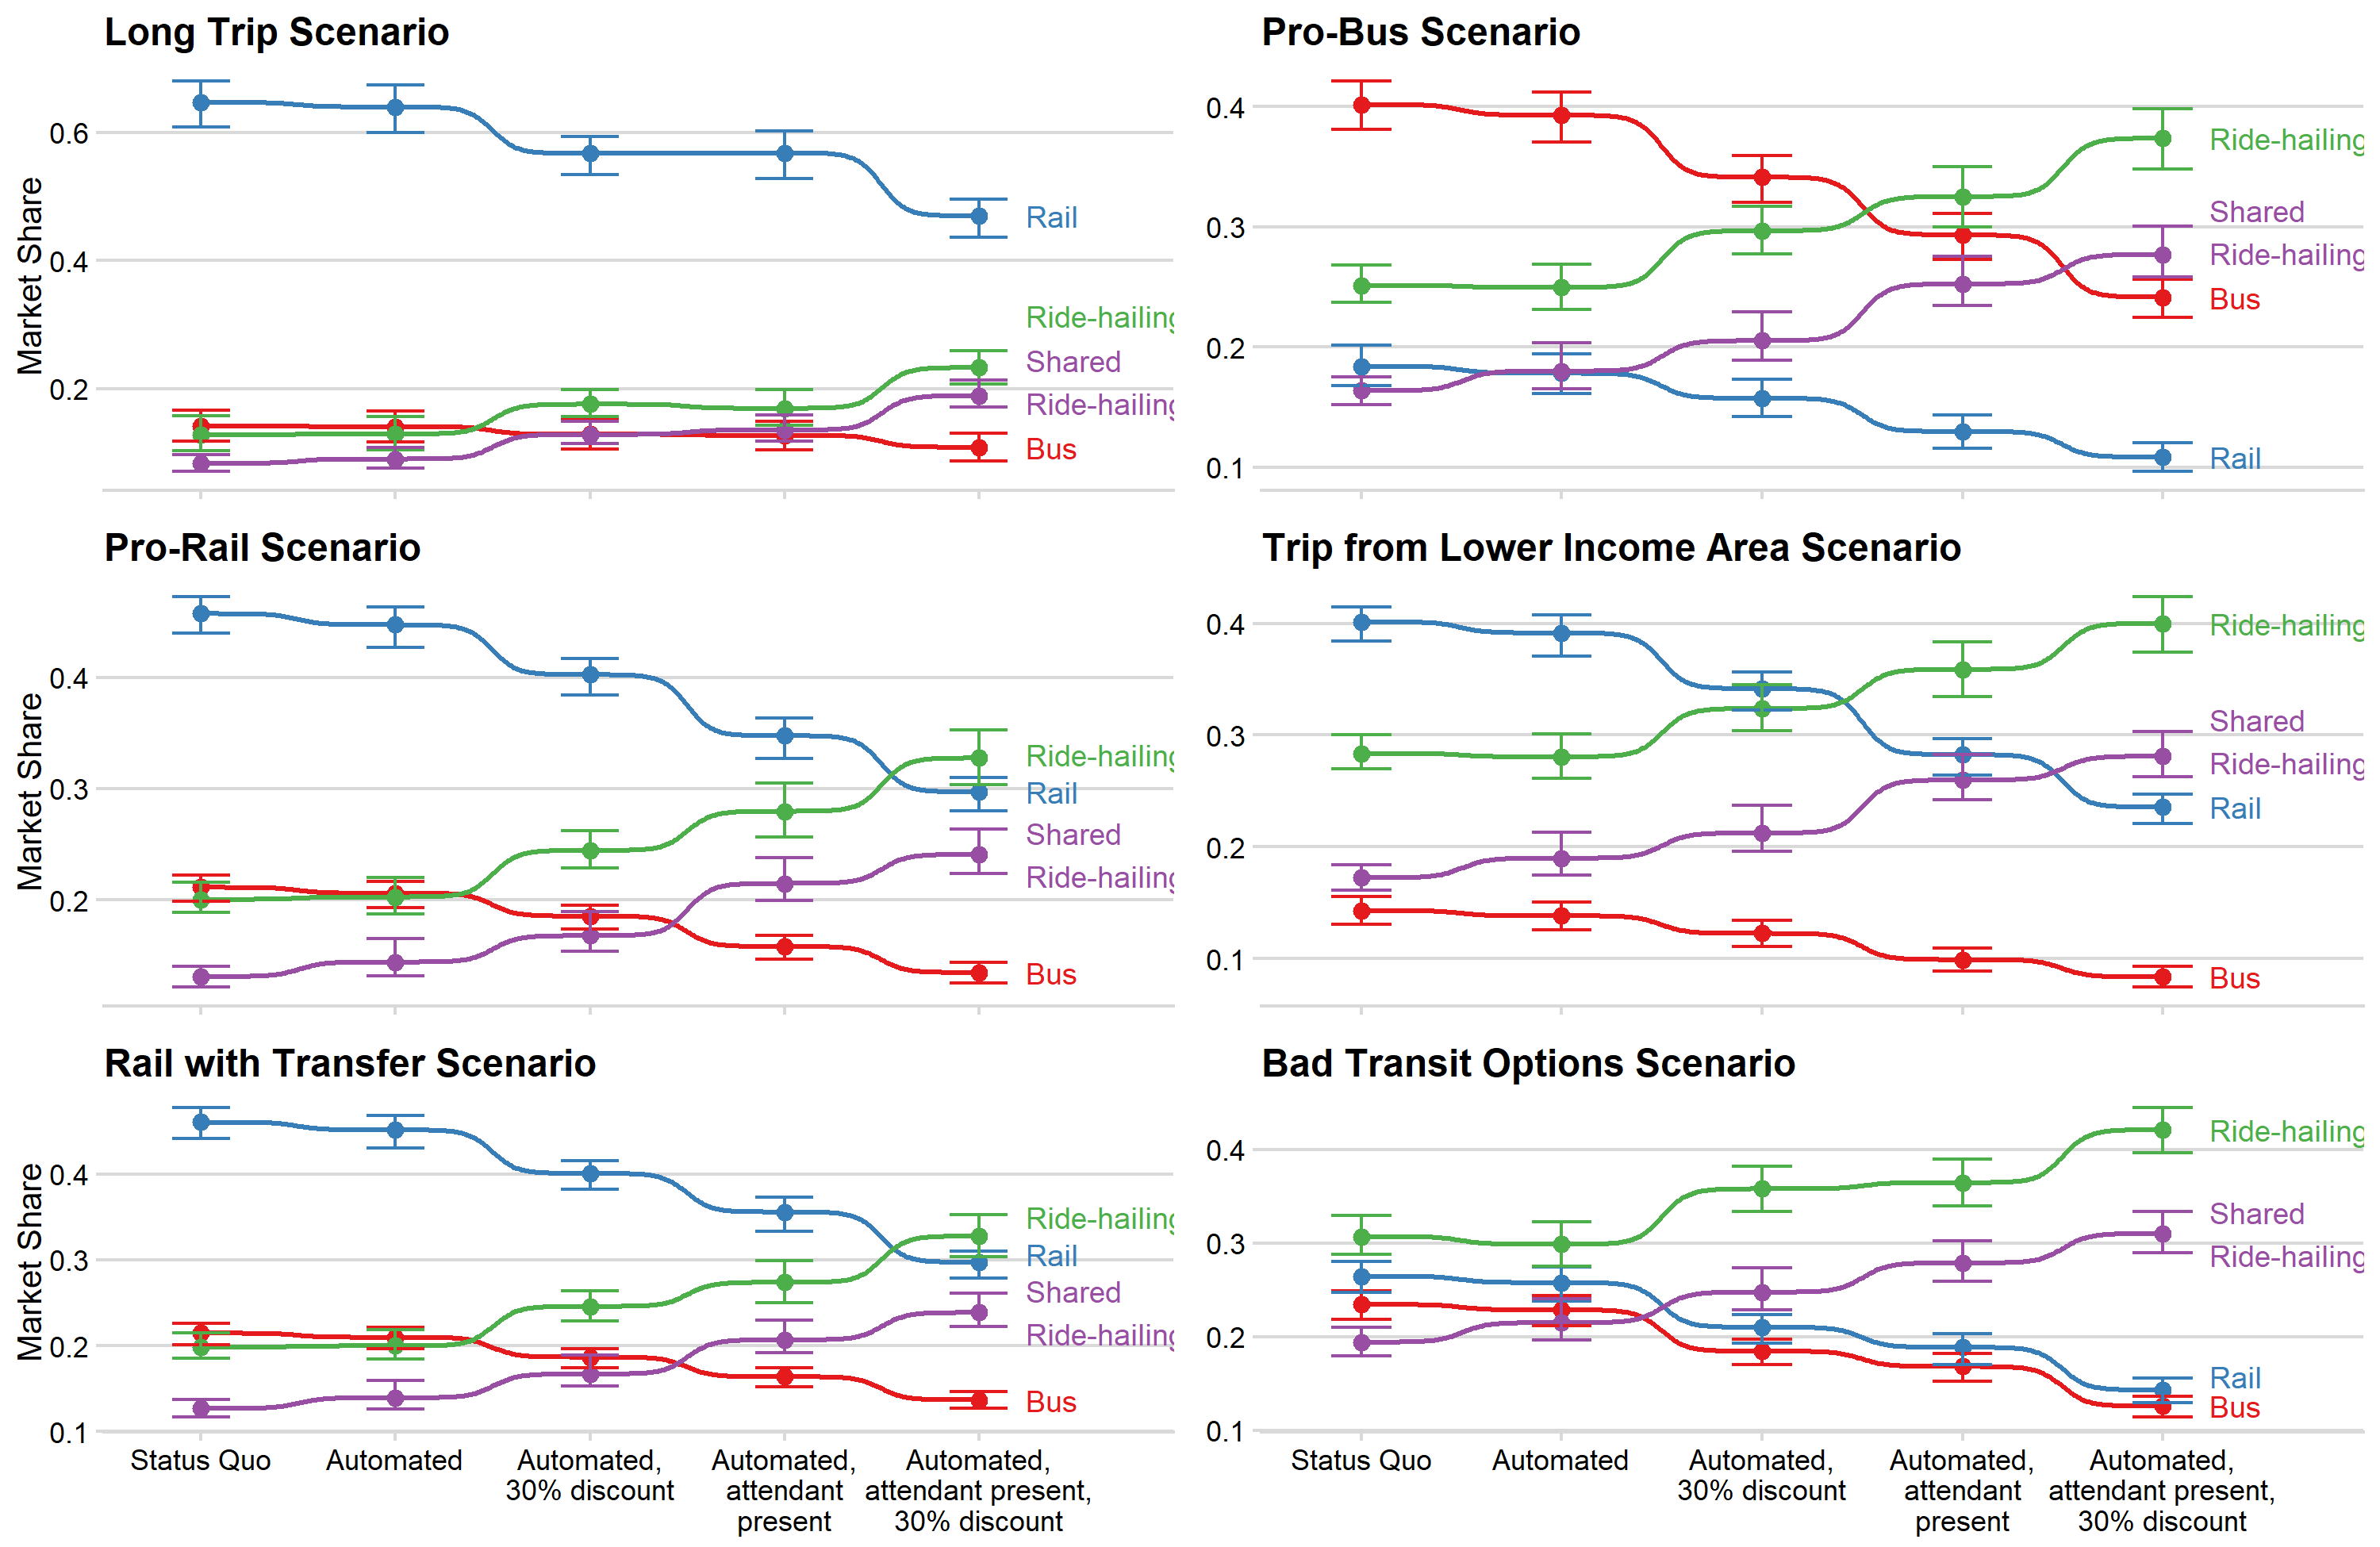 Long Trip Scenario
Market Share
0.6
0.4
0.2
Rail
Ride-hailing
Shared
Ride-hailing
Bus
Pro-Bus Scenario
0.4
0.3
0.2
0.1
Ride-hailing
Shared
Ride-hailing
Bus
Rail
Pro-Rail Scenario
Market Share
0.4
0.3
0.2
Ride-hailing
Rail
Shared
Ride-hailing
Bus
Trip from Lower Income Area Scenario
0.4
0.3
0.2
0.1
Ride-hailing
Shared
Ride-hailing
Rail
Bus
Rail with Transfer Scenario
Market Share
0.4
0.3
0.2
0.1
Ride-hailing
Rail
Shared
Ride-hailing
Bus
Status Quo
Automated
Automated,
30% discount
Automated,
attendant
present
Automated,
attendant present,
30% discount
Bad Transit Options Scenario
0.4
0.3
0.2
0.1
Ride-hailing
Shared
Ride-hailing
Rail
Bus
Status Quo
Automated
Automated,
30% discount
Automated,
attendant
present
Automated,
attendant present,
30% discount